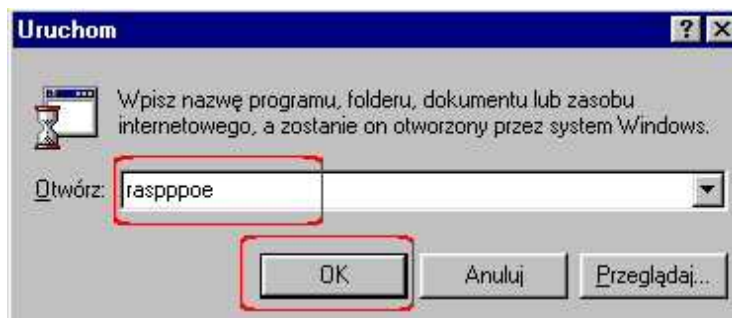 Uruchom
Wpisz nazwę programu, folderu, dokumentu lub zasobu
internetowego, a zostanie on otworzony przez system Windows.
Otwórz: raspppoe
OK Anuluj Przeglądaj...